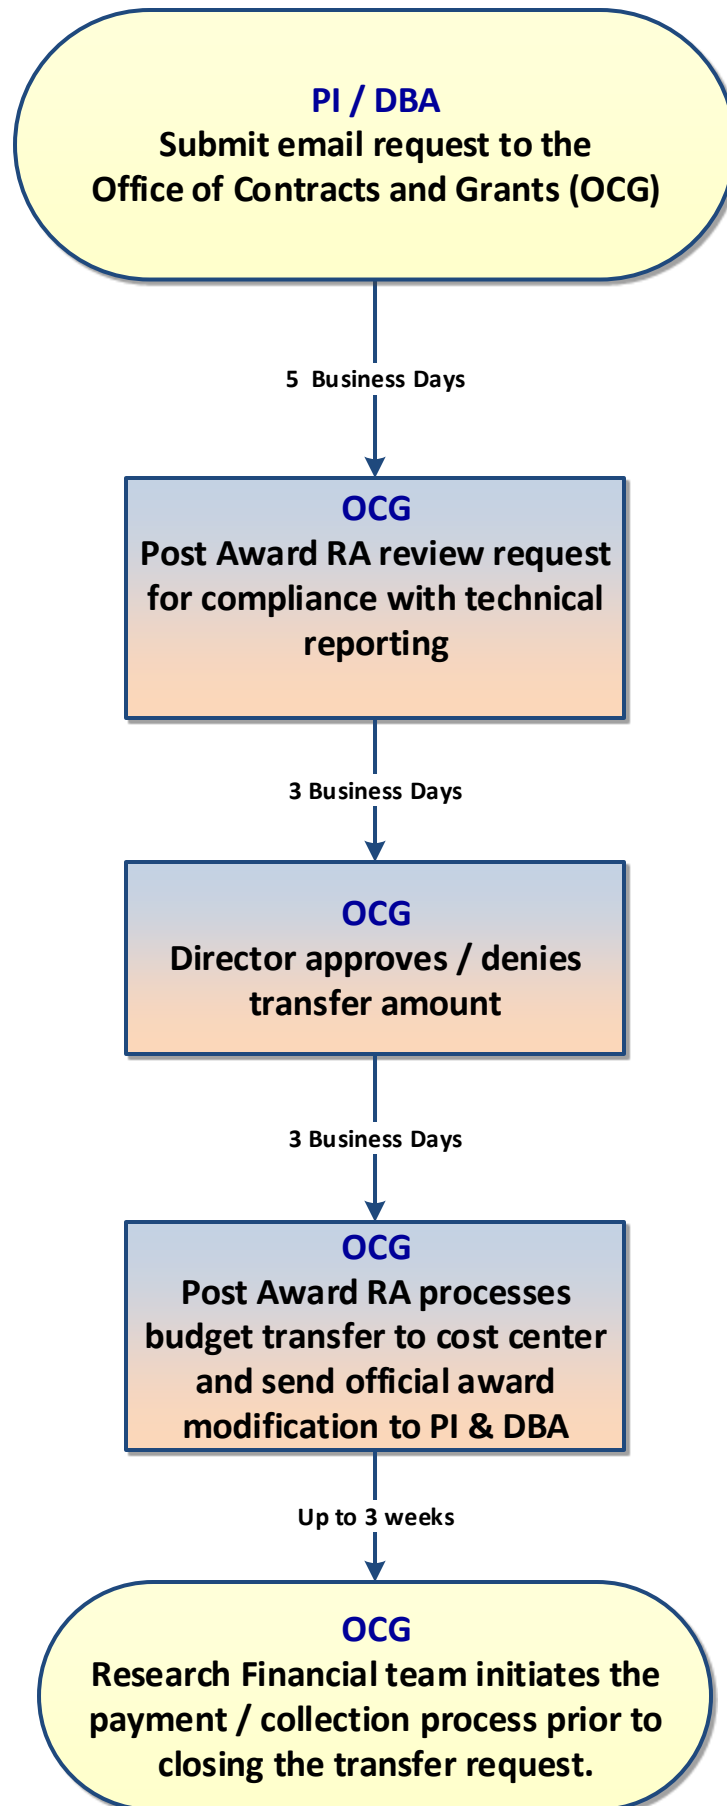 PI / DBA
Submit email request to the
Office of Contracts and Grants (OCG)
5 Business Days
OCG
Post Award RA review request
for compliance with technical
reporting
3 Business Days
OCG
Director approves / denies
transfer amount
3 Business Days
OCG
Post Award RA processes
budget transfer to cost center
and send official award
modification to PI & DBA
Up to 3 weeks
OCG
Research Financial team initiates the
payment / collection process prior to
closing the transfer request.